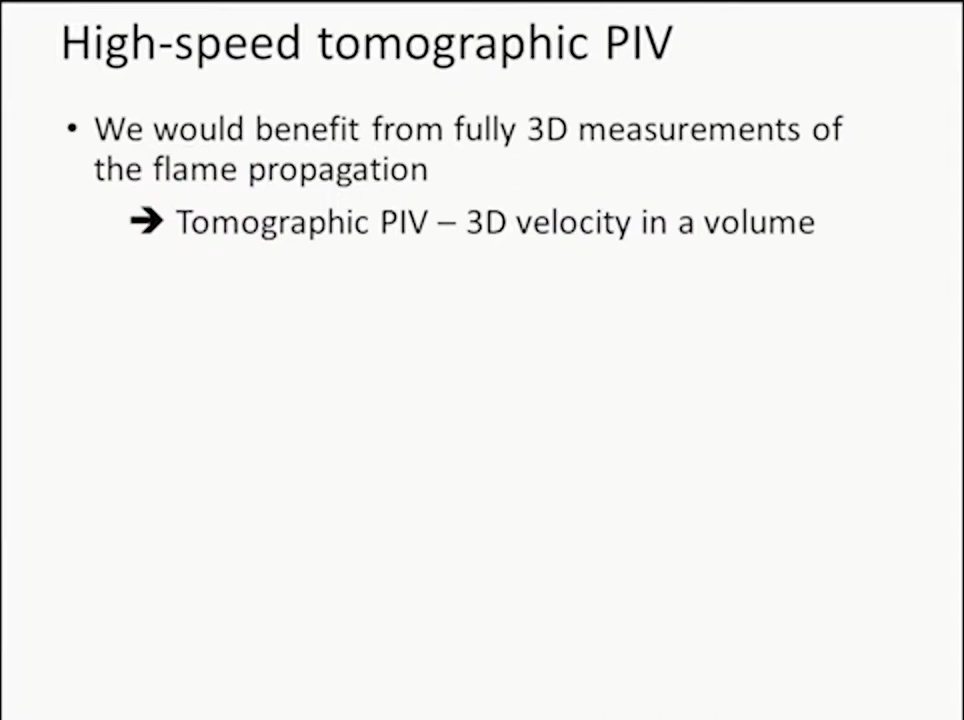 High-speed tomographic PIV
• We would benefit from fully 3D measurements of
the flame propagation
➔ Tomographic PIV – 3D velocity in a volume